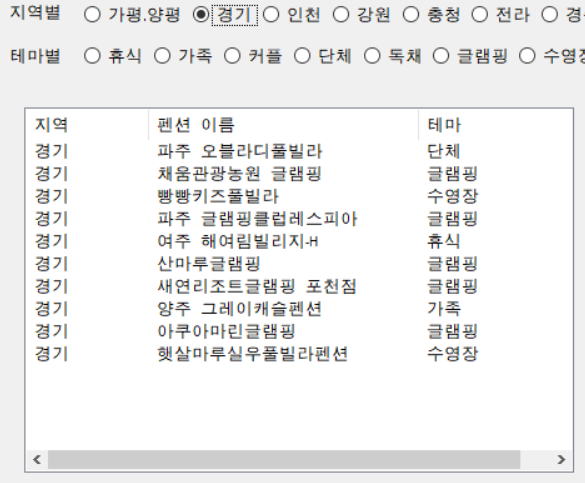 지역별 가평.양평 경기 인천 강원 충청 전라
테마별 휴식 가족 커플 단체 독채 글램핑 수영장
지역 펜션 이름 테마
경기 파주 오블라디풀빌라 단체
경기 채움관광농원 글램핑 글램핑
경기 빵빵키즈풀빌라 수영장
경기 파주 글램핑클럽레스피아 글램핑
경기 여주 해여림빌리지-H 휴식
경기 산마루글램핑 글램핑
경기 새연리조트글램핑 포천점 글램핑
경기 양주 그레이캐슬펜션 가족
경기 아쿠아마린글램핑 글램핑
경기 햇살마루실우풀빌라펜션 수영장